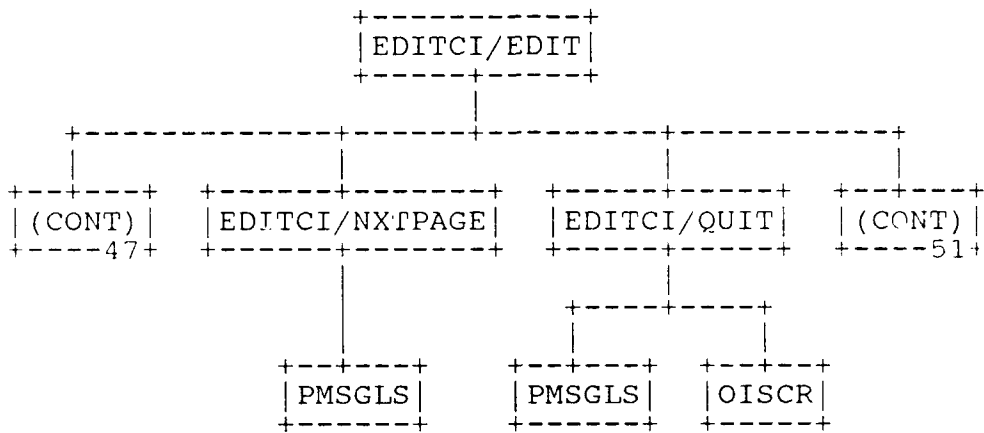 EDITCI/EDIT
(CONT) EDITCI/NXTPAGE EDITCI/QUIT (CONT)
47 51
PMSGLS PMSGLS OISCR